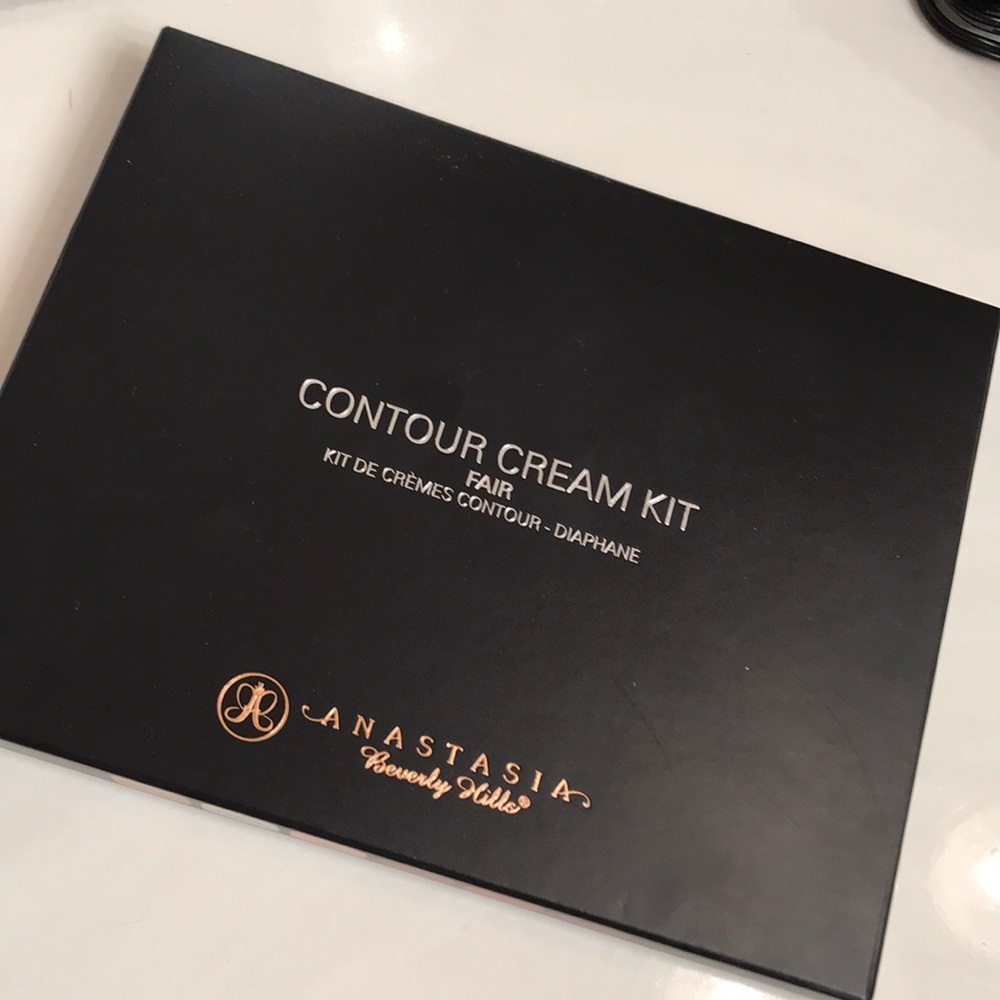 CONTOUR CREAM KIT
FAIR
KIT DE CRÈMES CONTOUR - DIAPHANE
ANASTASIA
Beverly Hills®